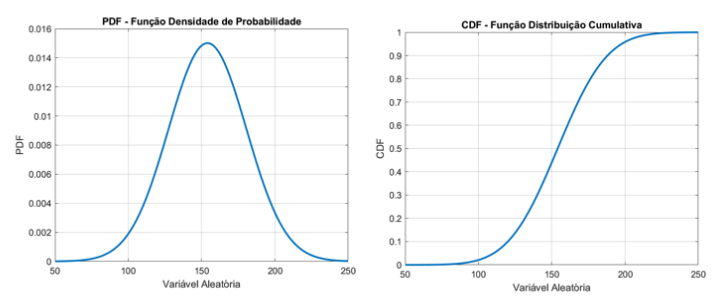 PDF - Função Densidade de Probabilidade
0.016
0.014
0.012
0.01
0.008
0.006
0.004
0.002
0
PDF
50 100 150 200 250
Variável Aleatòria
CDF - Função Distribuição Cumulativa
1
0.9
0.8
0.7
0.6
0.5
0.4
0.3
0.2
0.1
0
CDF
50 100 150 200 250
Variável Aleatòria